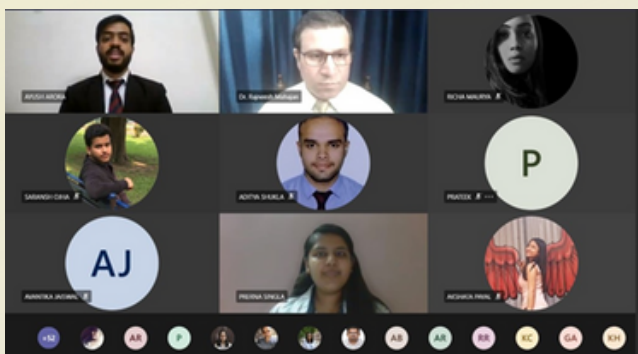 AYUSH ARORA
Dr. Rajneesh Mahajan
RICHA MAURYA
SARANSH OJHA
ADITYA SHUKLA
P
PRATEEK
AJ
AVANTIKA JAISWAL
PRERNA SINGLA
AKSHAYA PAYAL
+52
AR
P
AB
AR
RR
KC
GA
KH